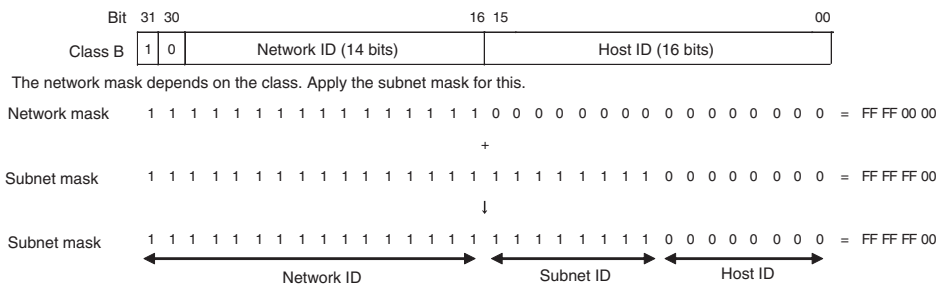 Bit 31 30 16 15 00
Class B 1 0 Network ID (14 bits) Host ID (16 bits)
The network mask depends on the class. Apply the subnet mask for this.
Network mask 1 1 1 1 1 1 1 1 1 1 1 1 1 1 1 1 0 0 0 0 0 0 0 0 0 0 0 0 0 0 0 0 = FF FF 00 00
+
Subnet mask 1 1 1 1 1 1 1 1 1 1 1 1 1 1 1 1 1 1 1 1 1 1 1 1 0 0 0 0 0 0 0 0 = FF FF FF 00
↓
Subnet mask 1 1 1 1 1 1 1 1 1 1 1 1 1 1 1 1 1 1 1 1 1 1 1 1 0 0 0 0 0 0 0 0 = FF FF FF 00
Network ID Subnet ID Host ID